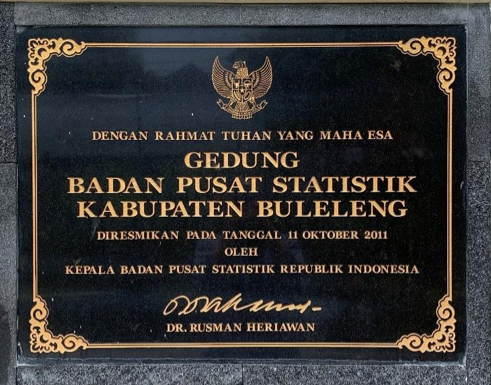 DENGAN RAHMAT TUHAN YANG MAHA ESA
GEDUNG
BADAN PUSAT STATISTIK
KABUPATEN BULELENG
DIRESMIKAN PADA TANGGAL 11 OKTOBER 2011
OLEH
KEPALA BADAN PUSAT STATISTIK REPUBLIK INDONESIA
DR. RUSMAN HERIAWAN